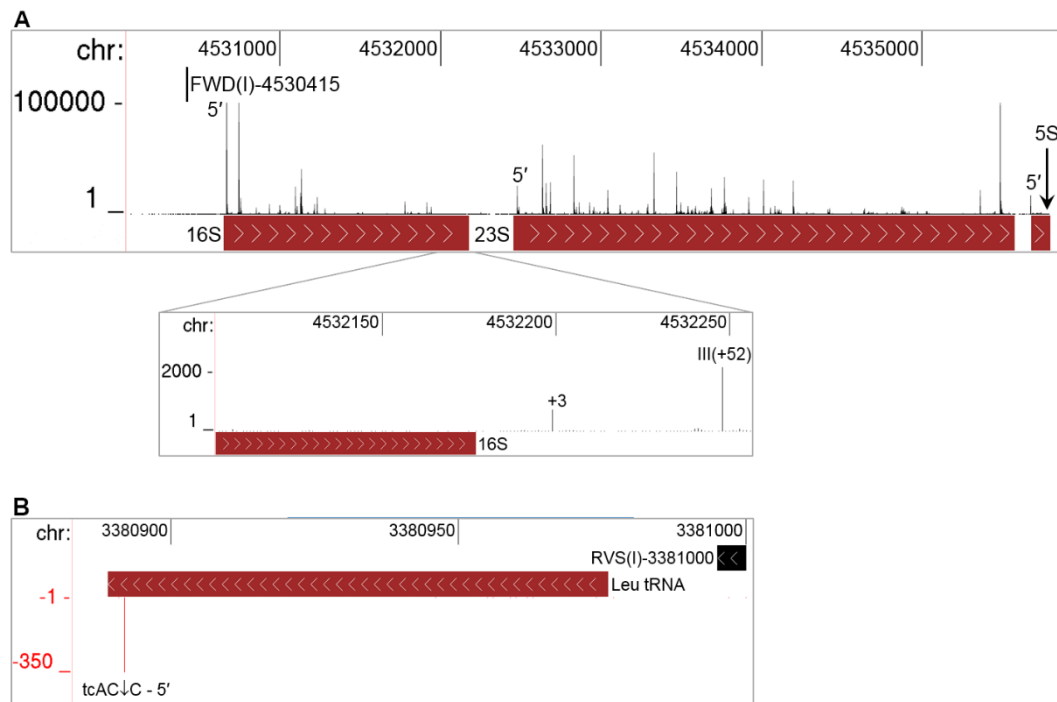 A
chr: 4531000 4532000 4533000 4534000 4535000
FWD(I)-4530415
100000 -
5′
5S
5′
5′
1 _
16S
23S
chr: 4532150 4532200 4532250
III(+52)
2000 -
+3
1 _
16S
B
chr: 3380900 3380950 3381000
RVS(I)-3381000
Leu tRNA
-1 -
-350 _
tcAC↓C - 5′